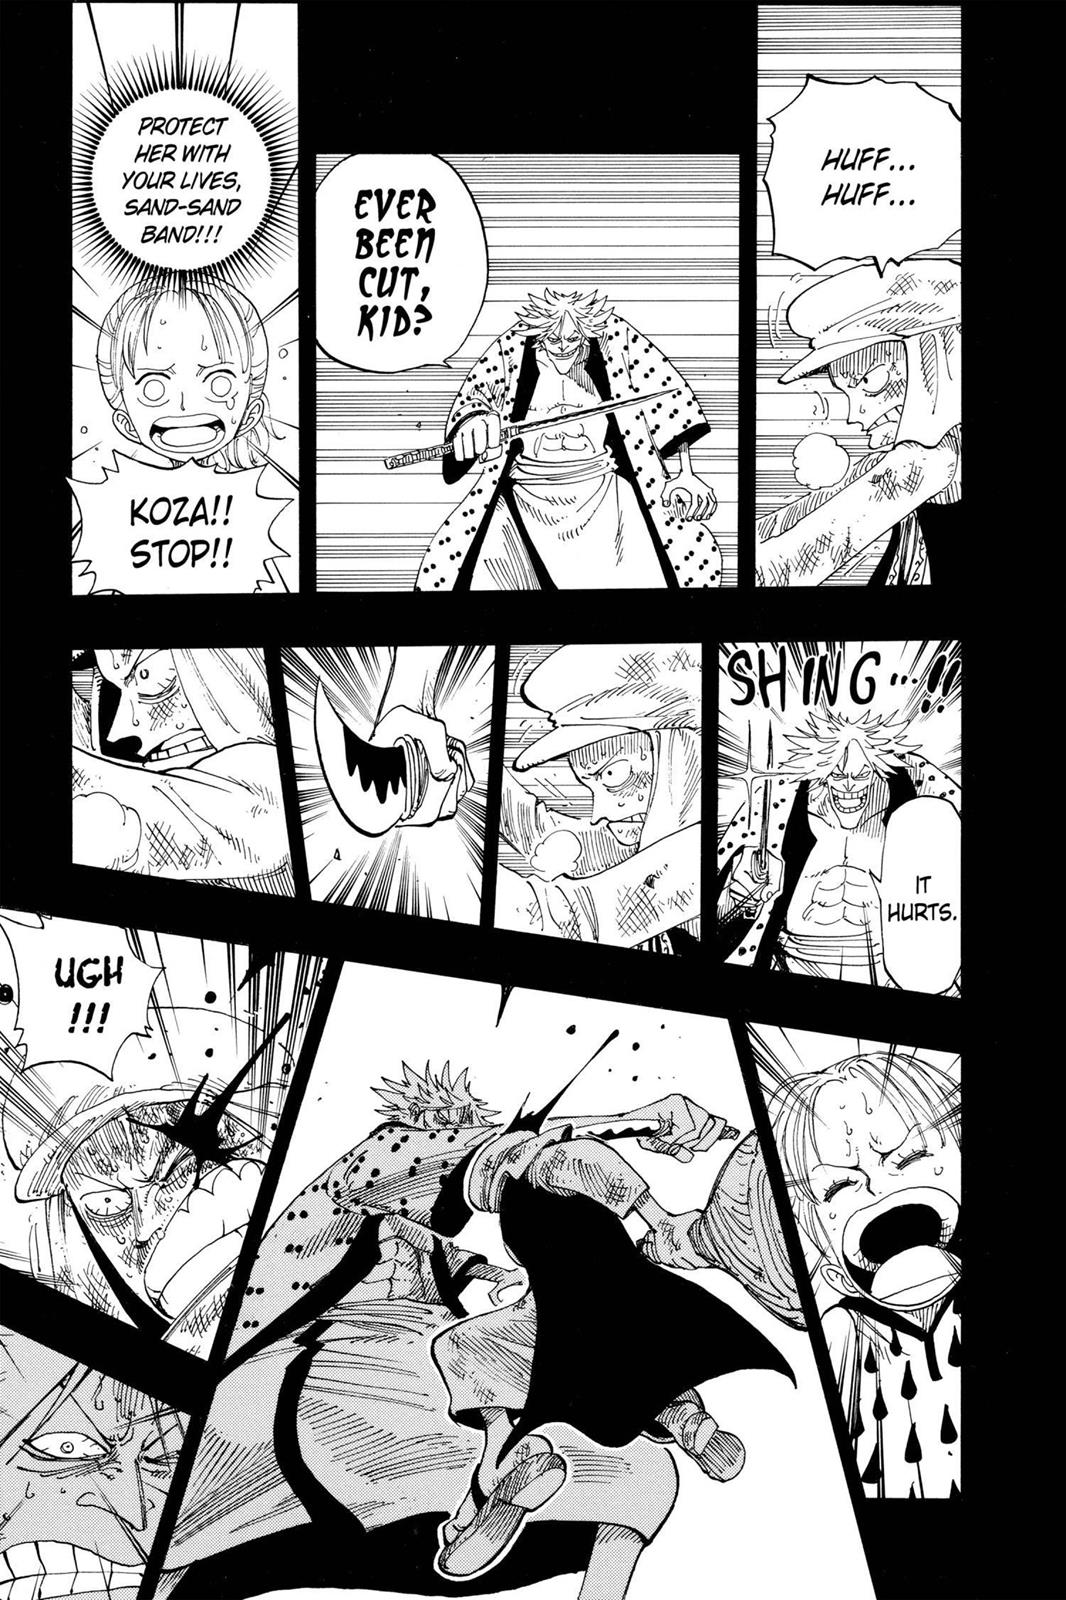 HUFF...
HUFF...
EVER
BEEN
CUT,
KID?
PROTECT
HER WITH
YOUR LIVES,
SAND-SAND
BAND!!!
KOZA!!
STOP!!
SHING...!!
IT
HURTS.
UGH
!!!